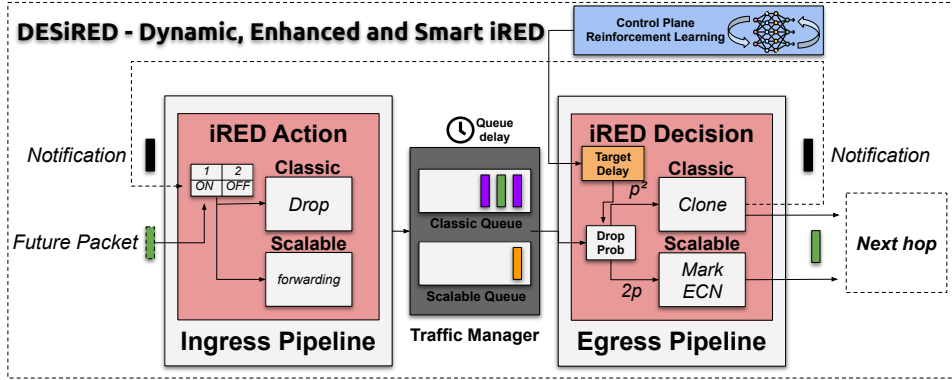 DESiRED - Dynamic, Enhanced and Smart iRED
Control Plane
Reinforcement Learning
iRED Action
Queue
delay
iRED Decision
Notification
1 2
ON OFF
Classic
Drop
Scalable
forwarding
Future Packet
Classic Queue
Scalable Queue
Target
Delay
p²
Classic
Clone
Drop
Prob
Scalable
2p
Mark
ECN
Notification
Next hop
Ingress Pipeline
Traffic Manager
Egress Pipeline